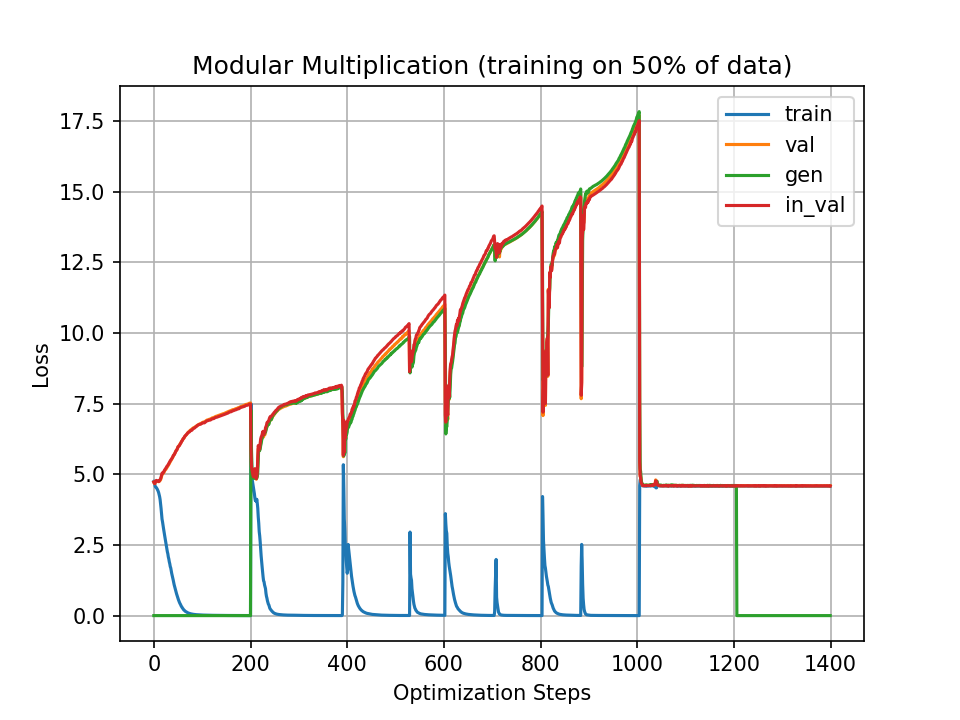 Modular Multiplication (training on 50% of data)
17.5
15.0
12.5
10.0
7.5
5.0
2.5
0.0
Loss
train
val
gen
in_val
0 200 400 600 800 1000 1200 1400
Optimization Steps